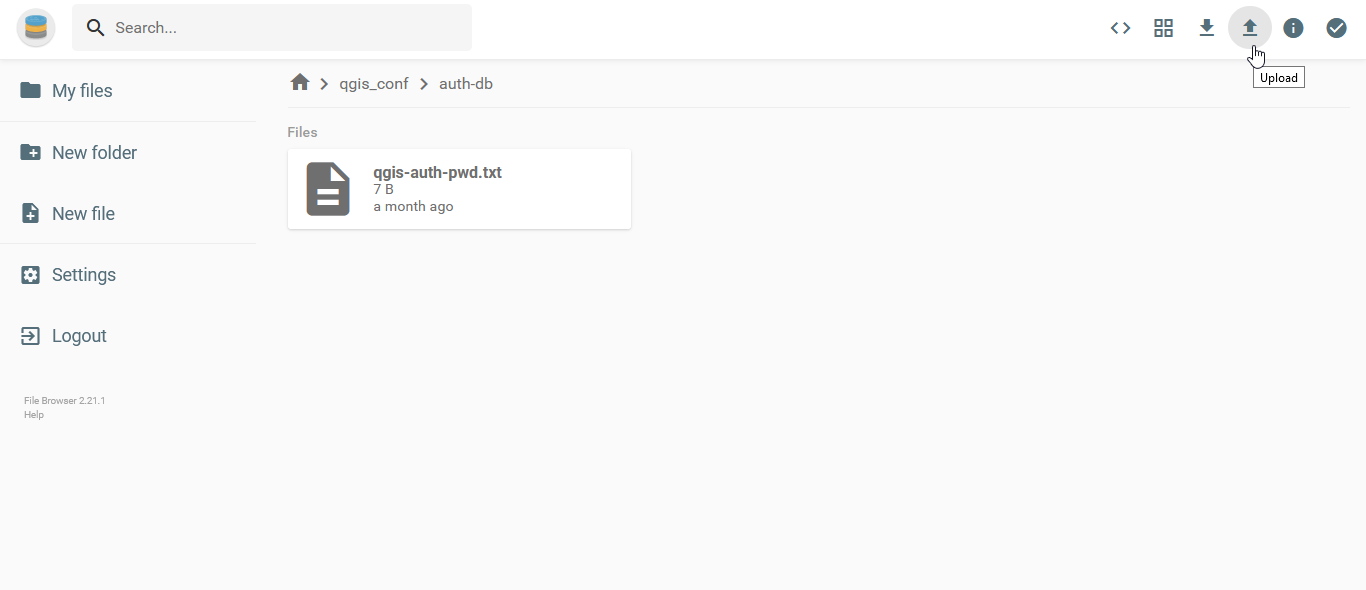 Search...
Upload
My files
New folder
New file
Settings
Logout
File Browser 2.21.1
Help
qgis_conf
auth-db
Files
qgis-auth-pwd.txt
7 B
a month ago